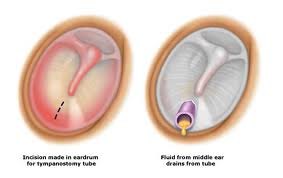 Incision made in eardrum
for tympanostomy tube
Fluid from middle ear
drains from tube